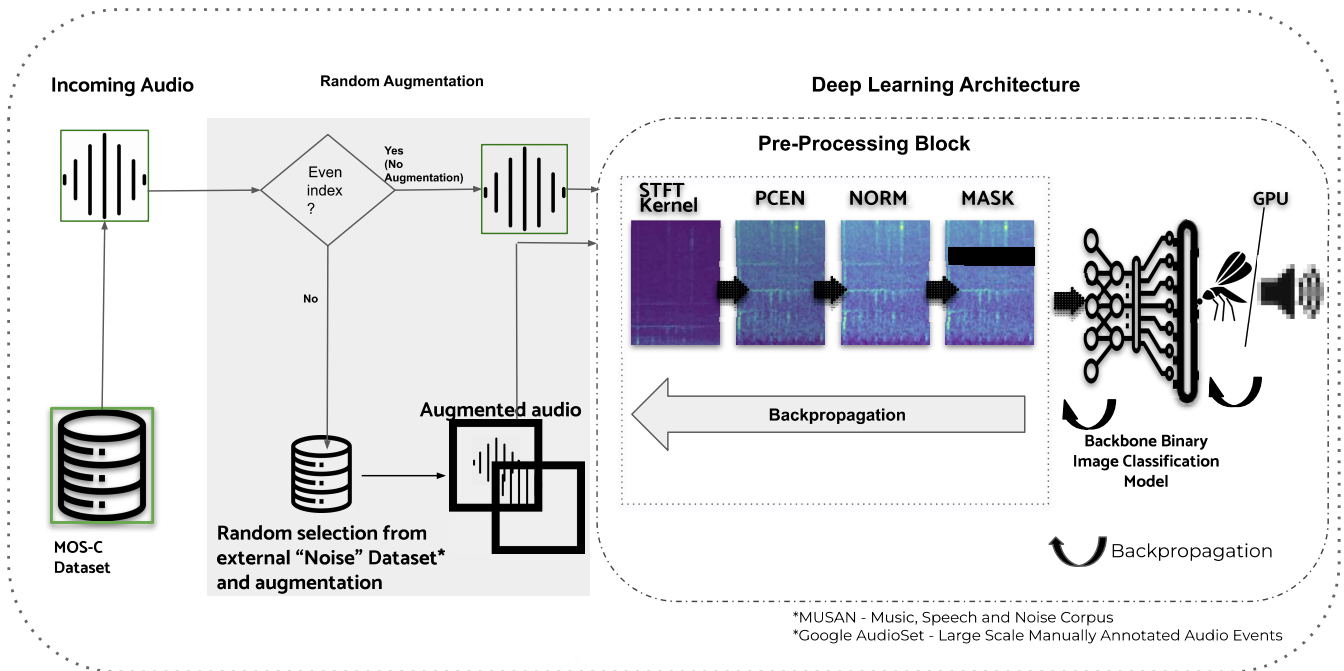 Incoming Audio
Random Augmentation
Deep Learning Architecture
Pre-Processing Block
Even
index
?
Yes
(No
Augmentation)
No
STFT
Kernel
PCEN
NORM
MASK
GPU
Backpropagation
Augmented audio
Backbone Binary
Image Classification
Model
MOS-C
Dataset
Random selection from
external “Noise” Dataset*
and augmentation
Backpropagation
*MUSAN - Music, Speech and Noise Corpus
*Google AudioSet - Large Scale Manually Annotated Audio Events